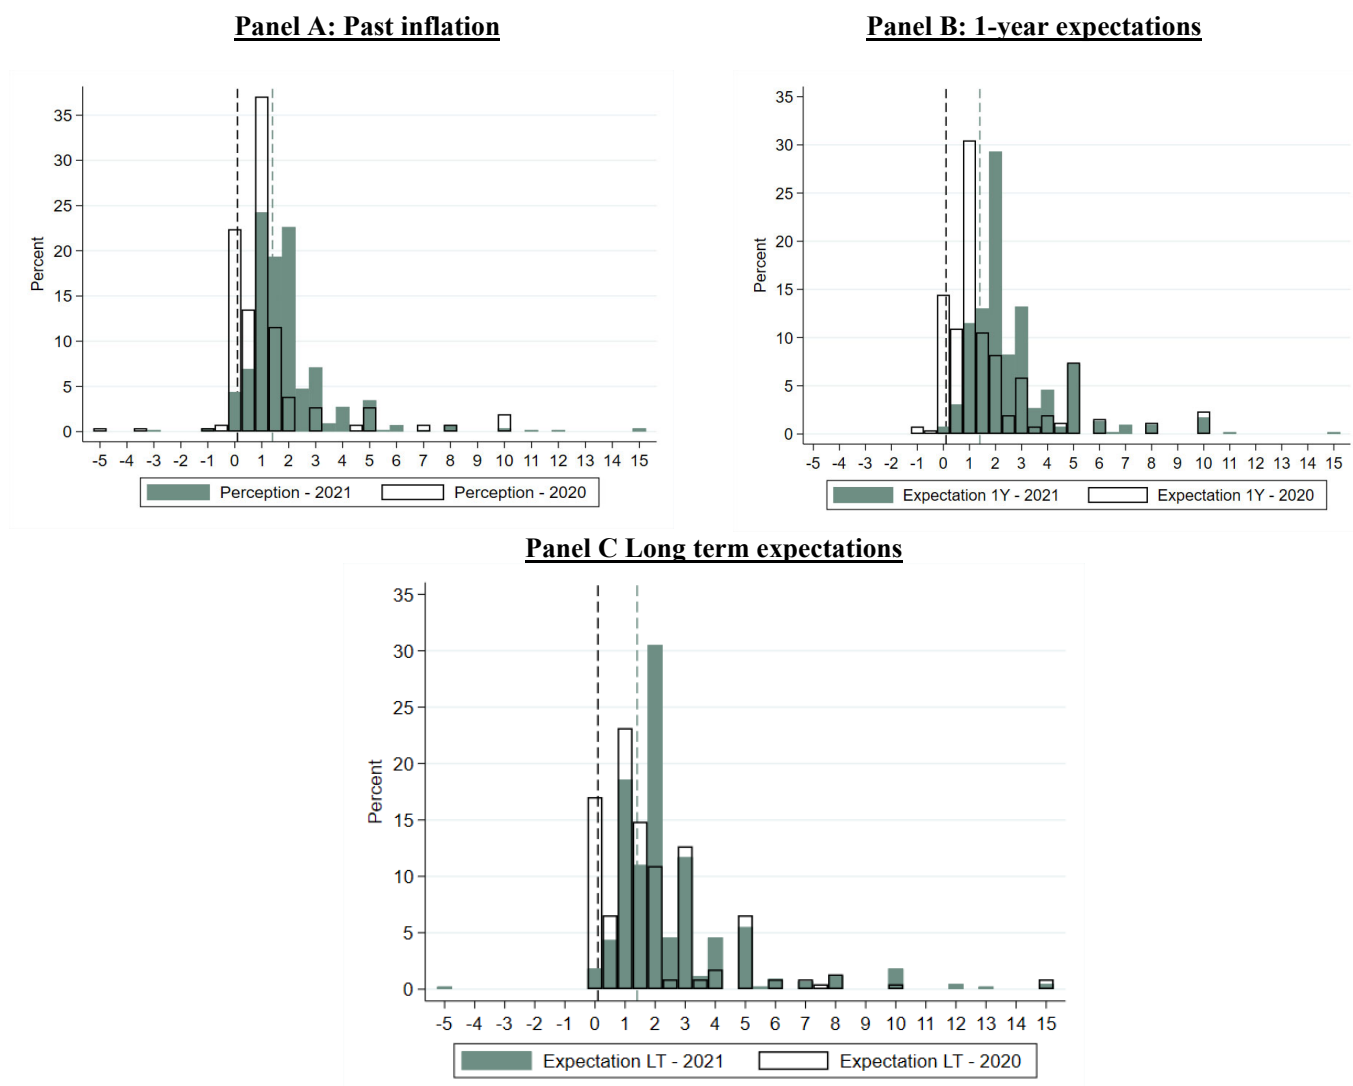 Panel A: Past inflation
Panel B: 1-year expectations
Percent
35
30
25
20
15
10
5
0
-5 -4 -3 -2 -1 0 1 2 3 4 5 6 7 8 9 10 11 12 13 14 15
Perception - 2021 Perception - 2020
Percent
35
30
25
20
15
10
5
0
-5 -4 -3 -2 -1 0 1 2 3 4 5 6 7 8 9 10 11 12 13 14 15
Expectation 1Y - 2021 Expectation 1Y - 2020
Panel C Long term expectations
Percent
35
30
25
20
15
10
5
0
-5 -4 -3 -2 -1 0 1 2 3 4 5 6 7 8 9 10 11 12 13 14 15
Expectation LT - 2021 Expectation LT - 2020